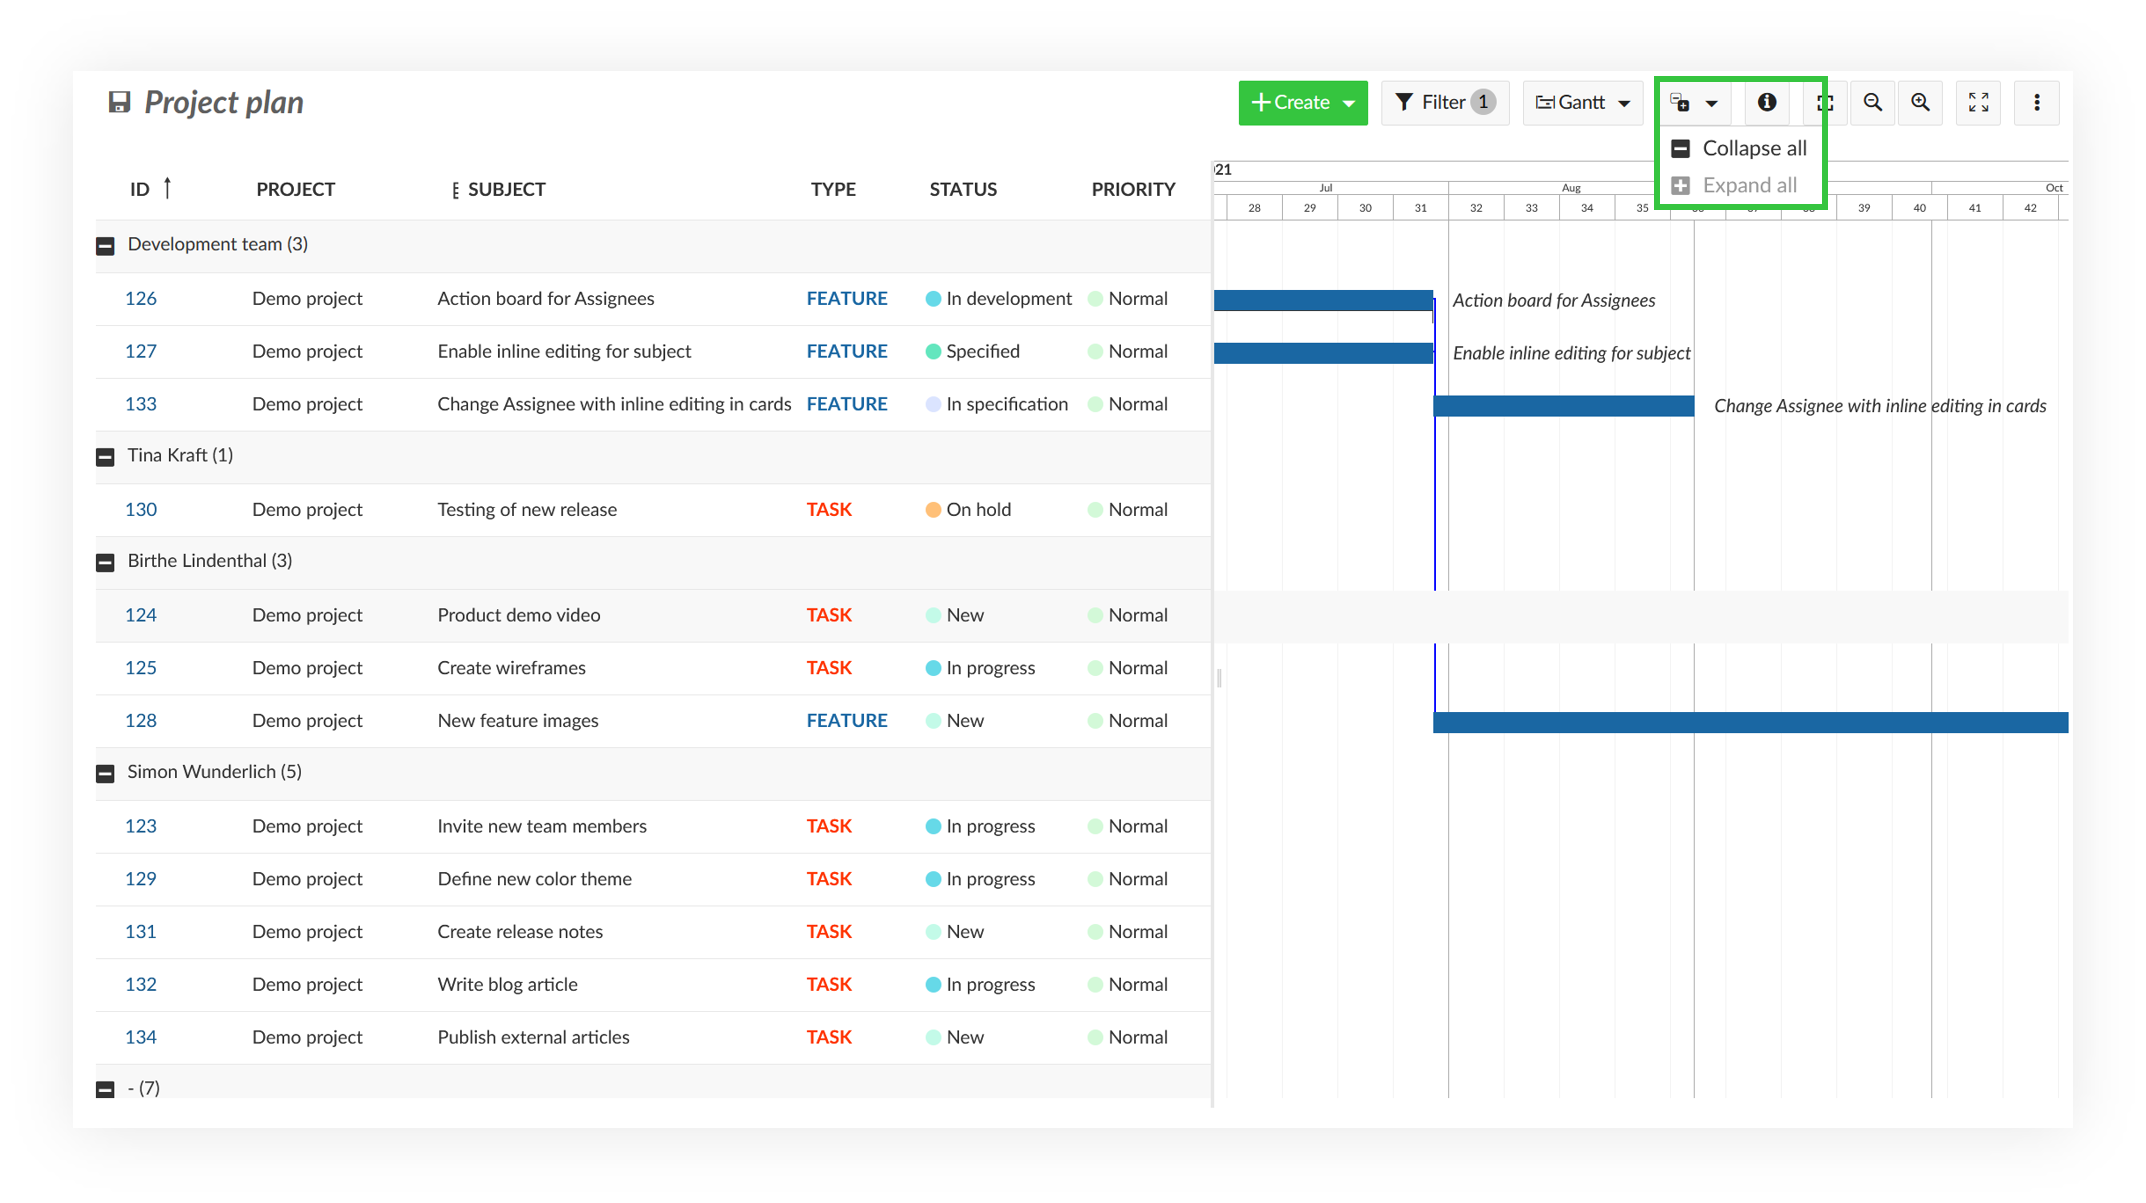 Project plan
Create Filter 1 Gantt
Collapse all
Expand all
ID PROJECT SUBJECT TYPE STATUS PRIORITY
21
Jul Aug Oct
28 29 30 31 32 33 34 35 39 40 41 42
Development team (3)
126 Demo project Action board for Assignees FEATURE In development Normal Action board for Assignees
127 Demo project Enable inline editing for subject FEATURE Specified Normal Enable inline editing for subject
133 Demo project Change Assignee with inline editing in cards FEATURE In specification Normal Change Assignee with inline editing in cards
Tina Kraft (1)
130 Demo project Testing of new release TASK On hold Normal
Birthe Lindenthal (3)
124 Demo project Product demo video TASK New Normal
125 Demo project Create wireframes TASK In progress Normal
128 Demo project New feature images FEATURE New Normal
Simon Wunderlich (5)
123 Demo project Invite new team members TASK In progress Normal
129 Demo project Define new color theme TASK In progress Normal
131 Demo project Create release notes TASK New Normal
132 Demo project Write blog article TASK In progress Normal
134 Demo project Publish external articles TASK New Normal
- (7)